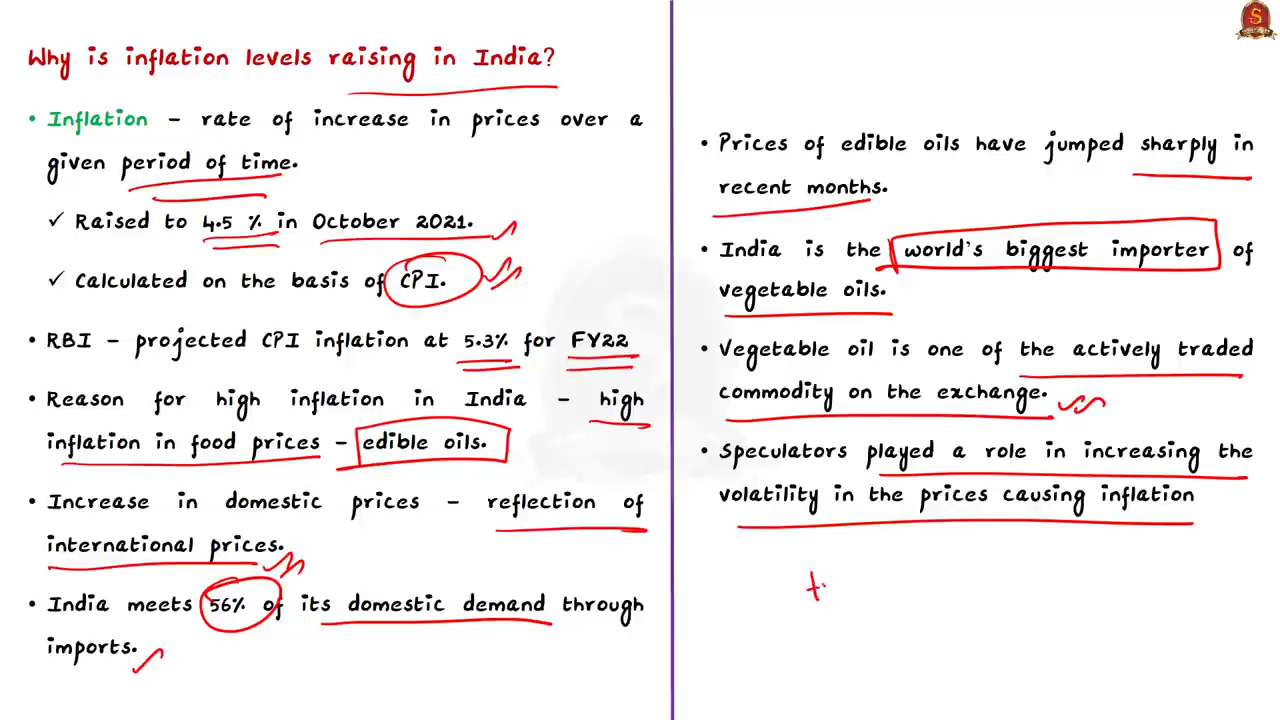 Why is inflation levels raising in India?
• Inflation – rate of increase in prices over a
given period of time.
✓ Raised to 4.5 % in October 2021.
✓ Calculated on the basis of CPI.
• RBI – projected CPI inflation at 5.3% for FY22
• Reason for high inflation in India – high
inflation in food prices – edible oils.
• Increase in domestic prices – reflection of
international prices.
• India meets 56% of its domestic demand through
imports.
• Prices of edible oils have jumped sharply in
recent months.
• India is the world's biggest importer of
vegetable oils.
• Vegetable oil is one of the actively traded
commodity on the exchange.
• Speculators played a role in increasing the
volatility in the prices causing inflation